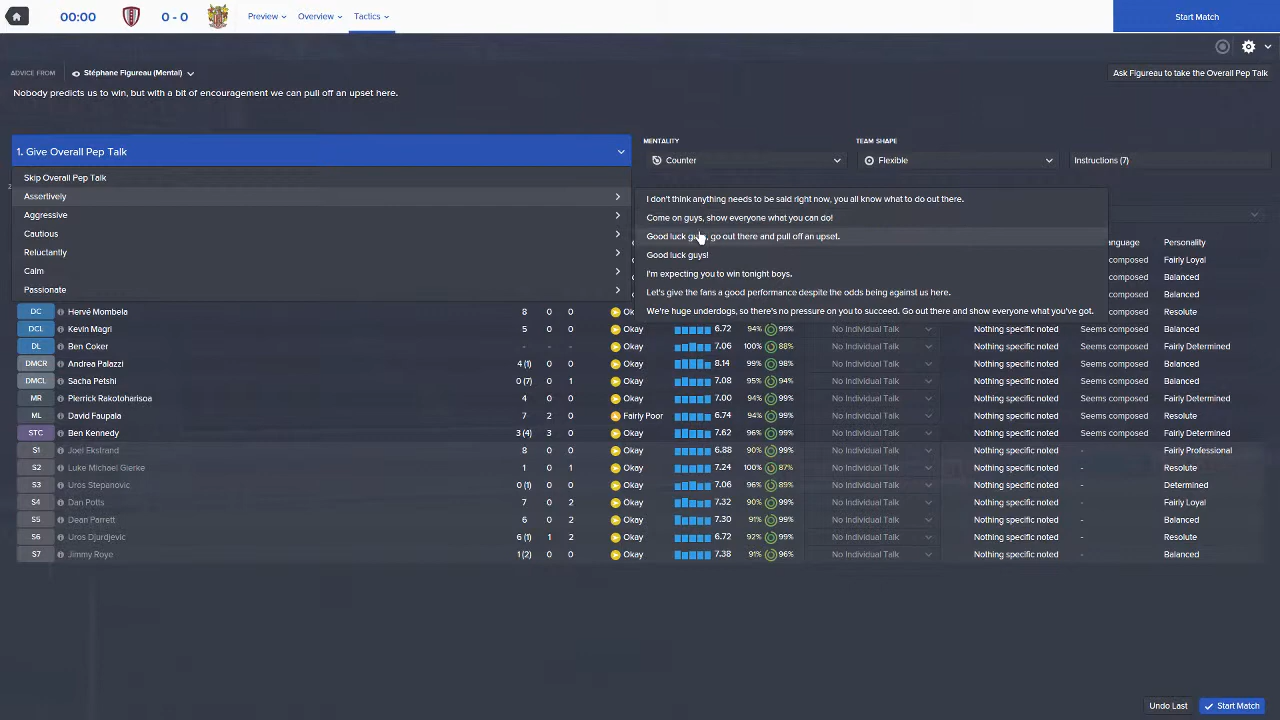 00:00 0 - 0 Preview Overview Tactics Start Match
ADVICE FROM Stéphane Figureau (Mental) Ask Figureau to take the Overall Pep Talk
Nobody predicts us to win, but with a bit of encouragement we can pull off an upset here.
MENTALITY TEAM SHAPE
1. Give Overall Pep Talk Counter Flexible Instructions (7)
Skip Overall Pep Talk
Assertively I don't think anything needs to be said right now, you all know what to do out there.
Aggressive Come on guys, show everyone what you can do!
Cautious Good luck guys, go out there and pull off an upset. Personality
Reluctantly Good luck guys! Fairly Loyal
Calm I'm expecting you to win tonight boys. Balanced
Passionate Let's give the fans a good performance despite the odds being against us here. Balanced
We're huge underdogs, so there's no pressure on you to succeed. Go out there and show everyone what you've got.
DC Hervé Mombela 8 0 0 Okay Resolute
DCL Kevin Magri 5 0 0 Okay 6.72 94% 99% No Individual Talk Nothing specific noted Seems composed Balanced
DL Ben Coker - - - Okay 7.06 100% 88% No Individual Talk Nothing specific noted Seems composed Fairly Determined
DMCR Andrea Palazzi 4 (1) 0 0 Okay 8.14 99% 98% No Individual Talk Nothing specific noted Seems composed Balanced
DMCL Sacha Petshi 0 (7) 0 1 Okay 7.08 95% 94% No Individual Talk Nothing specific noted Seems composed Balanced
MR Pierrick Rakotoharisoa 4 0 0 Okay 7.00 94% 99% No Individual Talk Nothing specific noted Seems composed Fairly Determined
ML David Faupala 7 2 0 Fairly Poor 6.74 94% 99% No Individual Talk Nothing specific noted Seems composed Resolute
STC Ben Kennedy 3 (4) 3 0 Okay 7.62 96% 99% No Individual Talk Nothing specific noted Seems composed Fairly Determined
S1 Joel Ekstrand 8 0 0 Okay 6.88 90% 99% No Individual Talk Nothing specific noted - Fairly Professional
S2 Luke Michael Gierke 1 0 1 Okay 7.24 100% 87% No Individual Talk Nothing specific noted - Resolute
S3 Uros Stepanovic 0 (1) 0 0 Okay 7.06 96% 89% No Individual Talk Nothing specific noted - Determined
S4 Dan Potts 7 0 2 Okay 7.32 90% 99% No Individual Talk Nothing specific noted - Fairly Loyal
S5 Dean Parrett 6 0 2 Okay 7.30 91% 99% No Individual Talk Nothing specific noted - Balanced
S6 Uros Djurdjevic 6 (1) 1 2 Okay 6.72 92% 99% No Individual Talk Nothing specific noted - Resolute
S7 Jimmy Roye 1 (2) 0 0 Okay 7.38 91% 96% No Individual Talk Nothing specific noted - Balanced
Undo Last Start Match